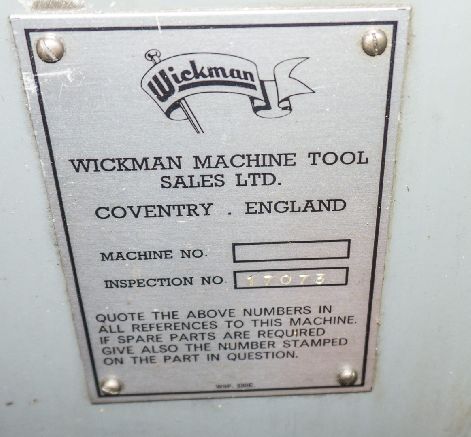 Wickman
WICKMAN MACHINE TOOL
SALES LTD.
COVENTRY . ENGLAND
MACHINE NO.
INSPECTION NO. 17073
QUOTE THE ABOVE NUMBERS IN
ALL REFERENCES TO THIS MACHINE.
IF SPARE PARTS ARE REQUIRED
GIVE ALSO THE NUMBER STAMPED
ON THE PART IN QUESTION.